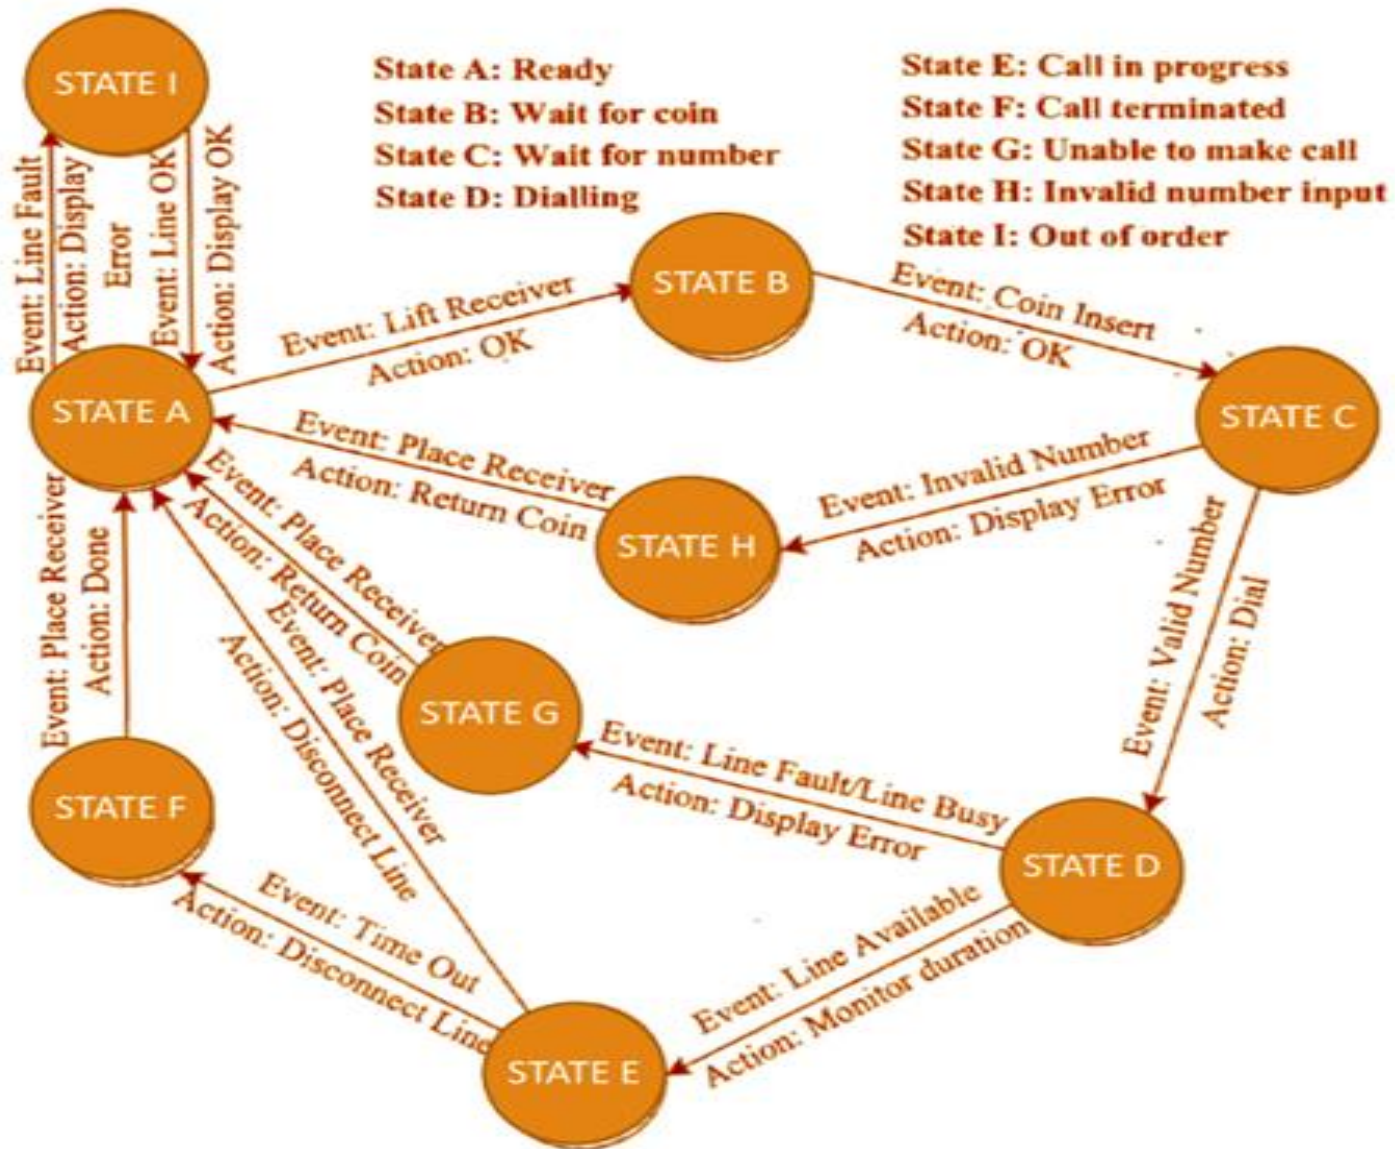 STATE I
State A: Ready
State B: Wait for coin
State C: Wait for number
State D: Dialling
State E: Call in progress
State F: Call terminated
State G: Unable to make call
State H: Invalid number input
State I: Out of order
Event: Line Fault
Action: Display
Error
Event: Line OK
Action: Display OK
STATE B
Event: Lift Receiver
Action: OK
Event: Coin Insert
Action: OK
STATE A
STATE C
Event: Place Receiver
Action: Return Coin
Event: Invalid Number
Action: Display Error
STATE H
Event: Place Receiver
Action: Return Coin
Event: Place Receiver
Action: Done
Event: Place Receiver
Action: Disconnect Line
Event: Valid Number
Action: Dial
STATE G
Event: Line Fault/Line Busy
Action: Display Error
STATE F
STATE D
Event: Time Out
Action: Disconnect Line
Event: Line Available
Action: Monitor duration
STATE E